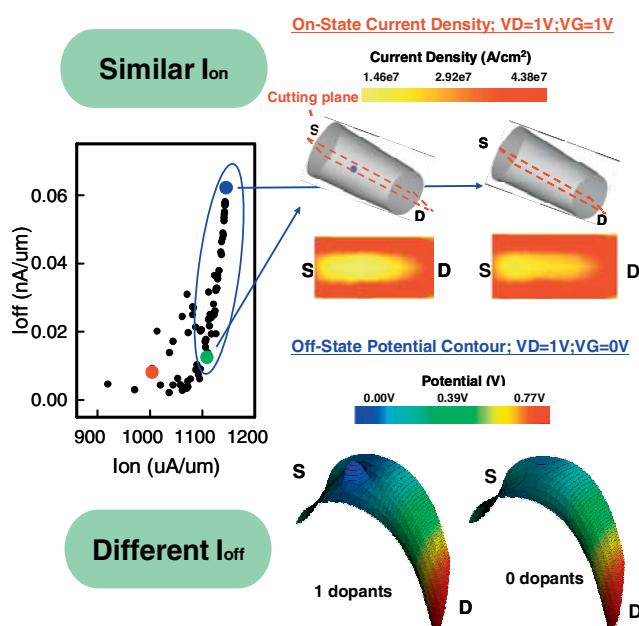 On-State Current Density; VD=1V;VG=1V
Similar Ion
Current Density (A/cm²)
1.46e7 2.92e7 4.38e7
Cutting plane
S
D
S
D
S D S D
0.06
0.04
0.02
0.00
Ioff (nA/um)
900 1000 1100 1200
Ion (uA/um)
Off-State Potential Contour; VD=1V;VG=0V
Potential (V)
0.00V 0.39V 0.77V
S
S
Different Ioff
1 dopants
0 dopants
D
D